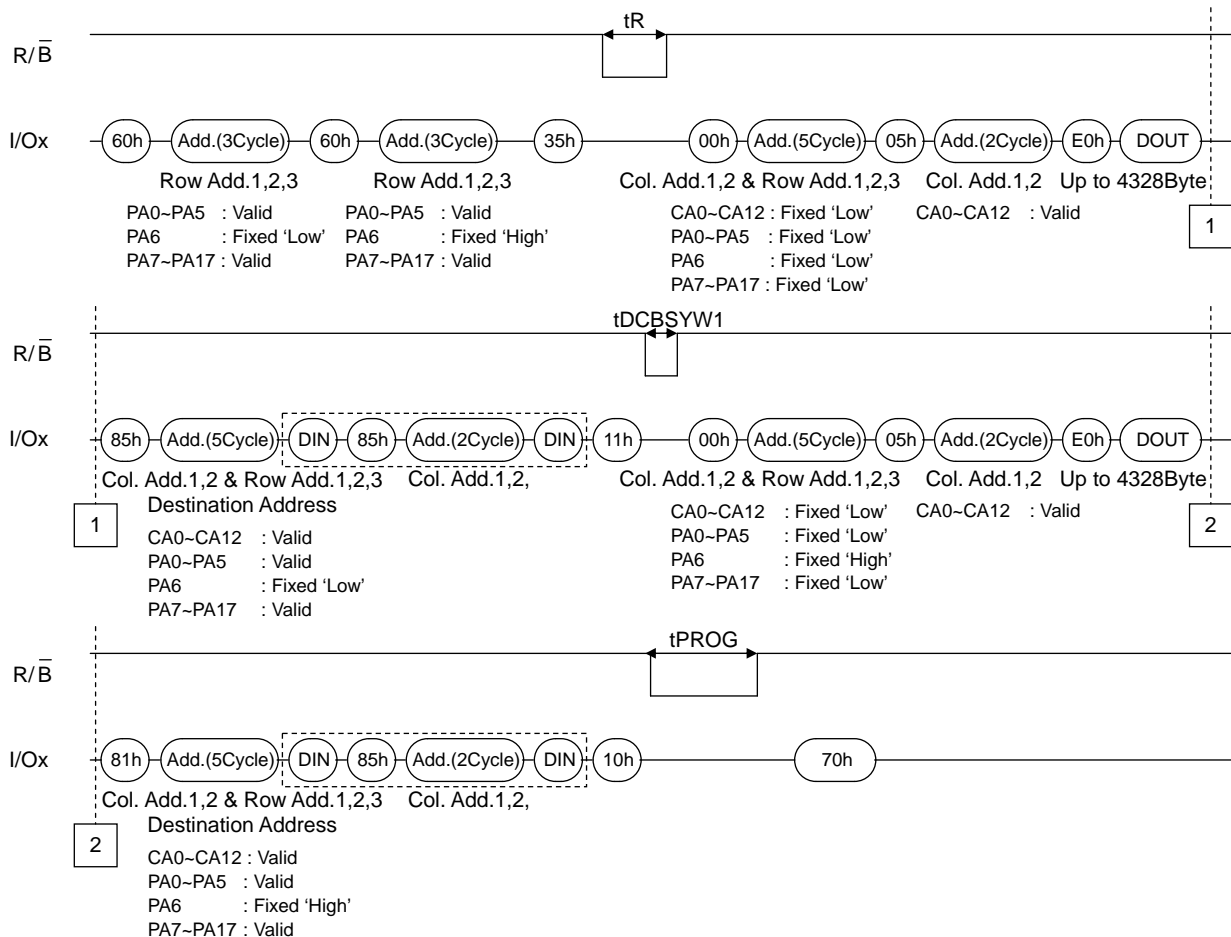 tR
R/B̅
I/Ox 60h Add.(3Cycle) 60h Add.(3Cycle) 35h 00h Add.(5Cycle) 05h Add.(2Cycle) E0h DOUT
Row Add.1,2,3 Row Add.1,2,3 Col. Add.1,2 & Row Add.1,2,3 Col. Add.1,2 Up to 4328Byte
PA0~PA5 : Valid PA0~PA5 : Valid CA0~CA12 : Fixed ‘Low’ CA0~CA12 : Valid
PA6 : Fixed ‘Low’ PA6 : Fixed ‘High’ PA0~PA5 : Fixed ‘Low’
PA7~PA17 : Valid PA7~PA17 : Valid PA6 : Fixed ‘Low’
PA7~PA17 : Fixed ‘Low’
1
tDCBSYW1
R/B̅
I/Ox 85h Add.(5Cycle) DIN 85h Add.(2Cycle) DIN 11h 00h Add.(5Cycle) 05h Add.(2Cycle) E0h DOUT
Col. Add.1,2 & Row Add.1,2,3 Col. Add.1,2, Col. Add.1,2 & Row Add.1,2,3 Col. Add.1,2 Up to 4328Byte
1 Destination Address CA0~CA12 : Fixed ‘Low’ CA0~CA12 : Valid 2
CA0~CA12 : Valid PA0~PA5 : Fixed ‘Low’
PA0~PA5 : Valid PA6 : Fixed ‘High’
PA6 : Fixed ‘Low’ PA7~PA17 : Fixed ‘Low’
PA7~PA17 : Valid
tPROG
R/B̅
I/Ox 81h Add.(5Cycle) DIN 85h Add.(2Cycle) DIN 10h 70h
Col. Add.1,2 & Row Add.1,2,3 Col. Add.1,2,
2 Destination Address
CA0~CA12 : Valid
PA0~PA5 : Valid
PA6 : Fixed ‘High’
PA7~PA17 : Valid